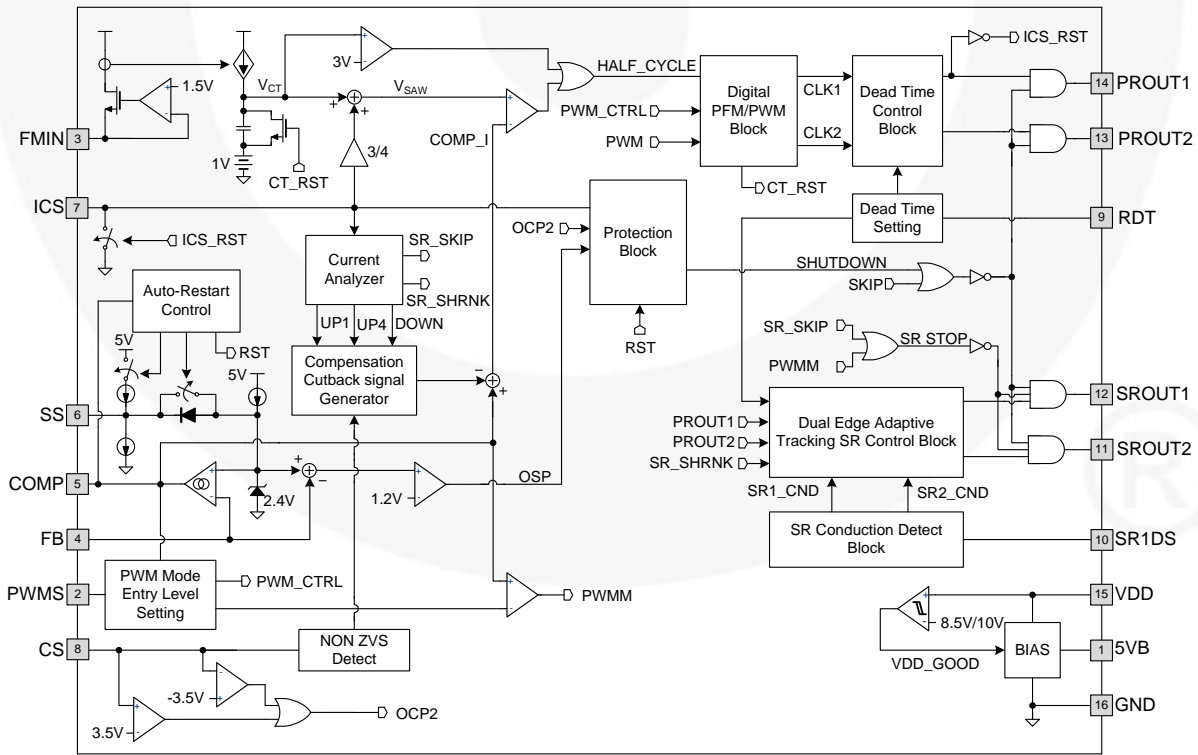 ICS_RST
3V
HALF_CYCLE
1.5V
VCT
VSAW
COMP_I
FMIN
3
1V
CT_RST
3/4
PWM_CTRL
PWM
Digital
PFM/PWM
Block
CLK1
CLK2
CT_RST
Dead Time
Control
Block
14
PROUT1
13
PROUT2
ICS
7
ICS_RST
Current
Analyzer
SR_SKIP
SR_SHRNK
UP1
UP4
DOWN
OCP2
Protection
Block
RST
Dead Time
Setting
9
RDT
SHUTDOWN
SKIP
Auto-Restart
Control
RST
5V
5V
Compensation
Cutback signal
Generator
SR_SKIP
PWMM
SR STOP
SS
6
12
SROUT1
PROUT1
PROUT2
SR_SHRNK
Dual Edge Adaptive
Tracking SR Control Block
11
SROUT2
COMP
5
2.4V
+
−
−
+
1.2V
OSP
SR1_CND
SR2_CND
FB
4
SR Conduction Detect
Block
10
SR1DS
PWMS
2
PWM Mode
Entry Level
Setting
PWM_CTRL
PWMM
15
VDD
8.5V/10V
VDD_GOOD
BIAS
1
5VB
CS
8
NON ZVS
Detect
-3.5V
3.5V
OCP2
16
GND
R